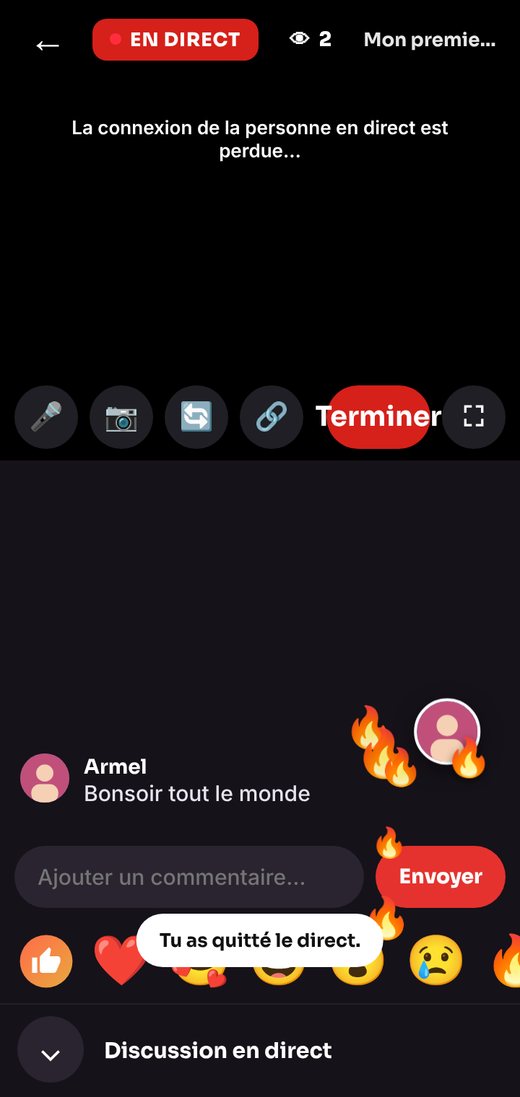 ←
EN DIRECT
2
Mon premie...
La connexion de la personne en direct est
perdue...
Terminer
Armel
Bonsoir tout le monde
Ajouter un commentaire...
Envoyer
Tu as quitté le direct.
Discussion en direct